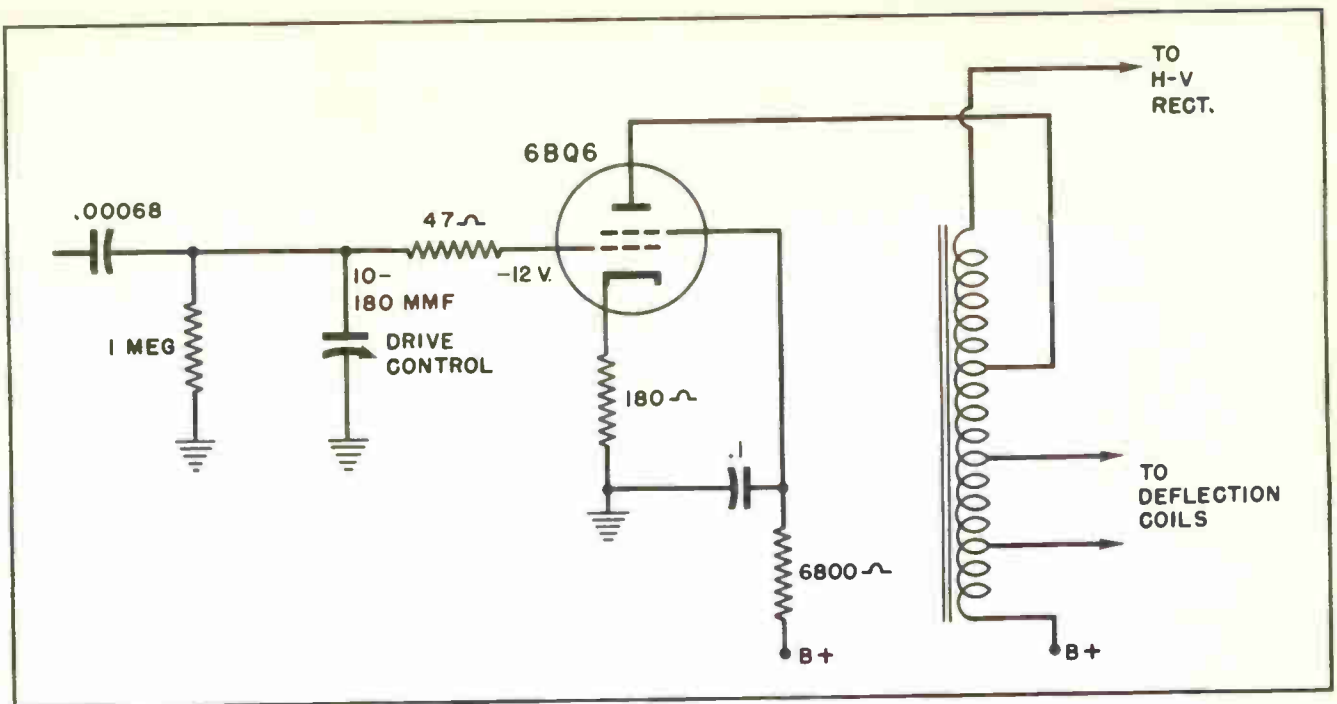 TO
H-V
RECT.
6BQ6
.00068
47Ω
-12 V.
10-
180 MMF
1 MEG
DRIVE
CONTROL
180Ω
.1
TO
DEFLECTION
COILS
6800Ω
B+
B+